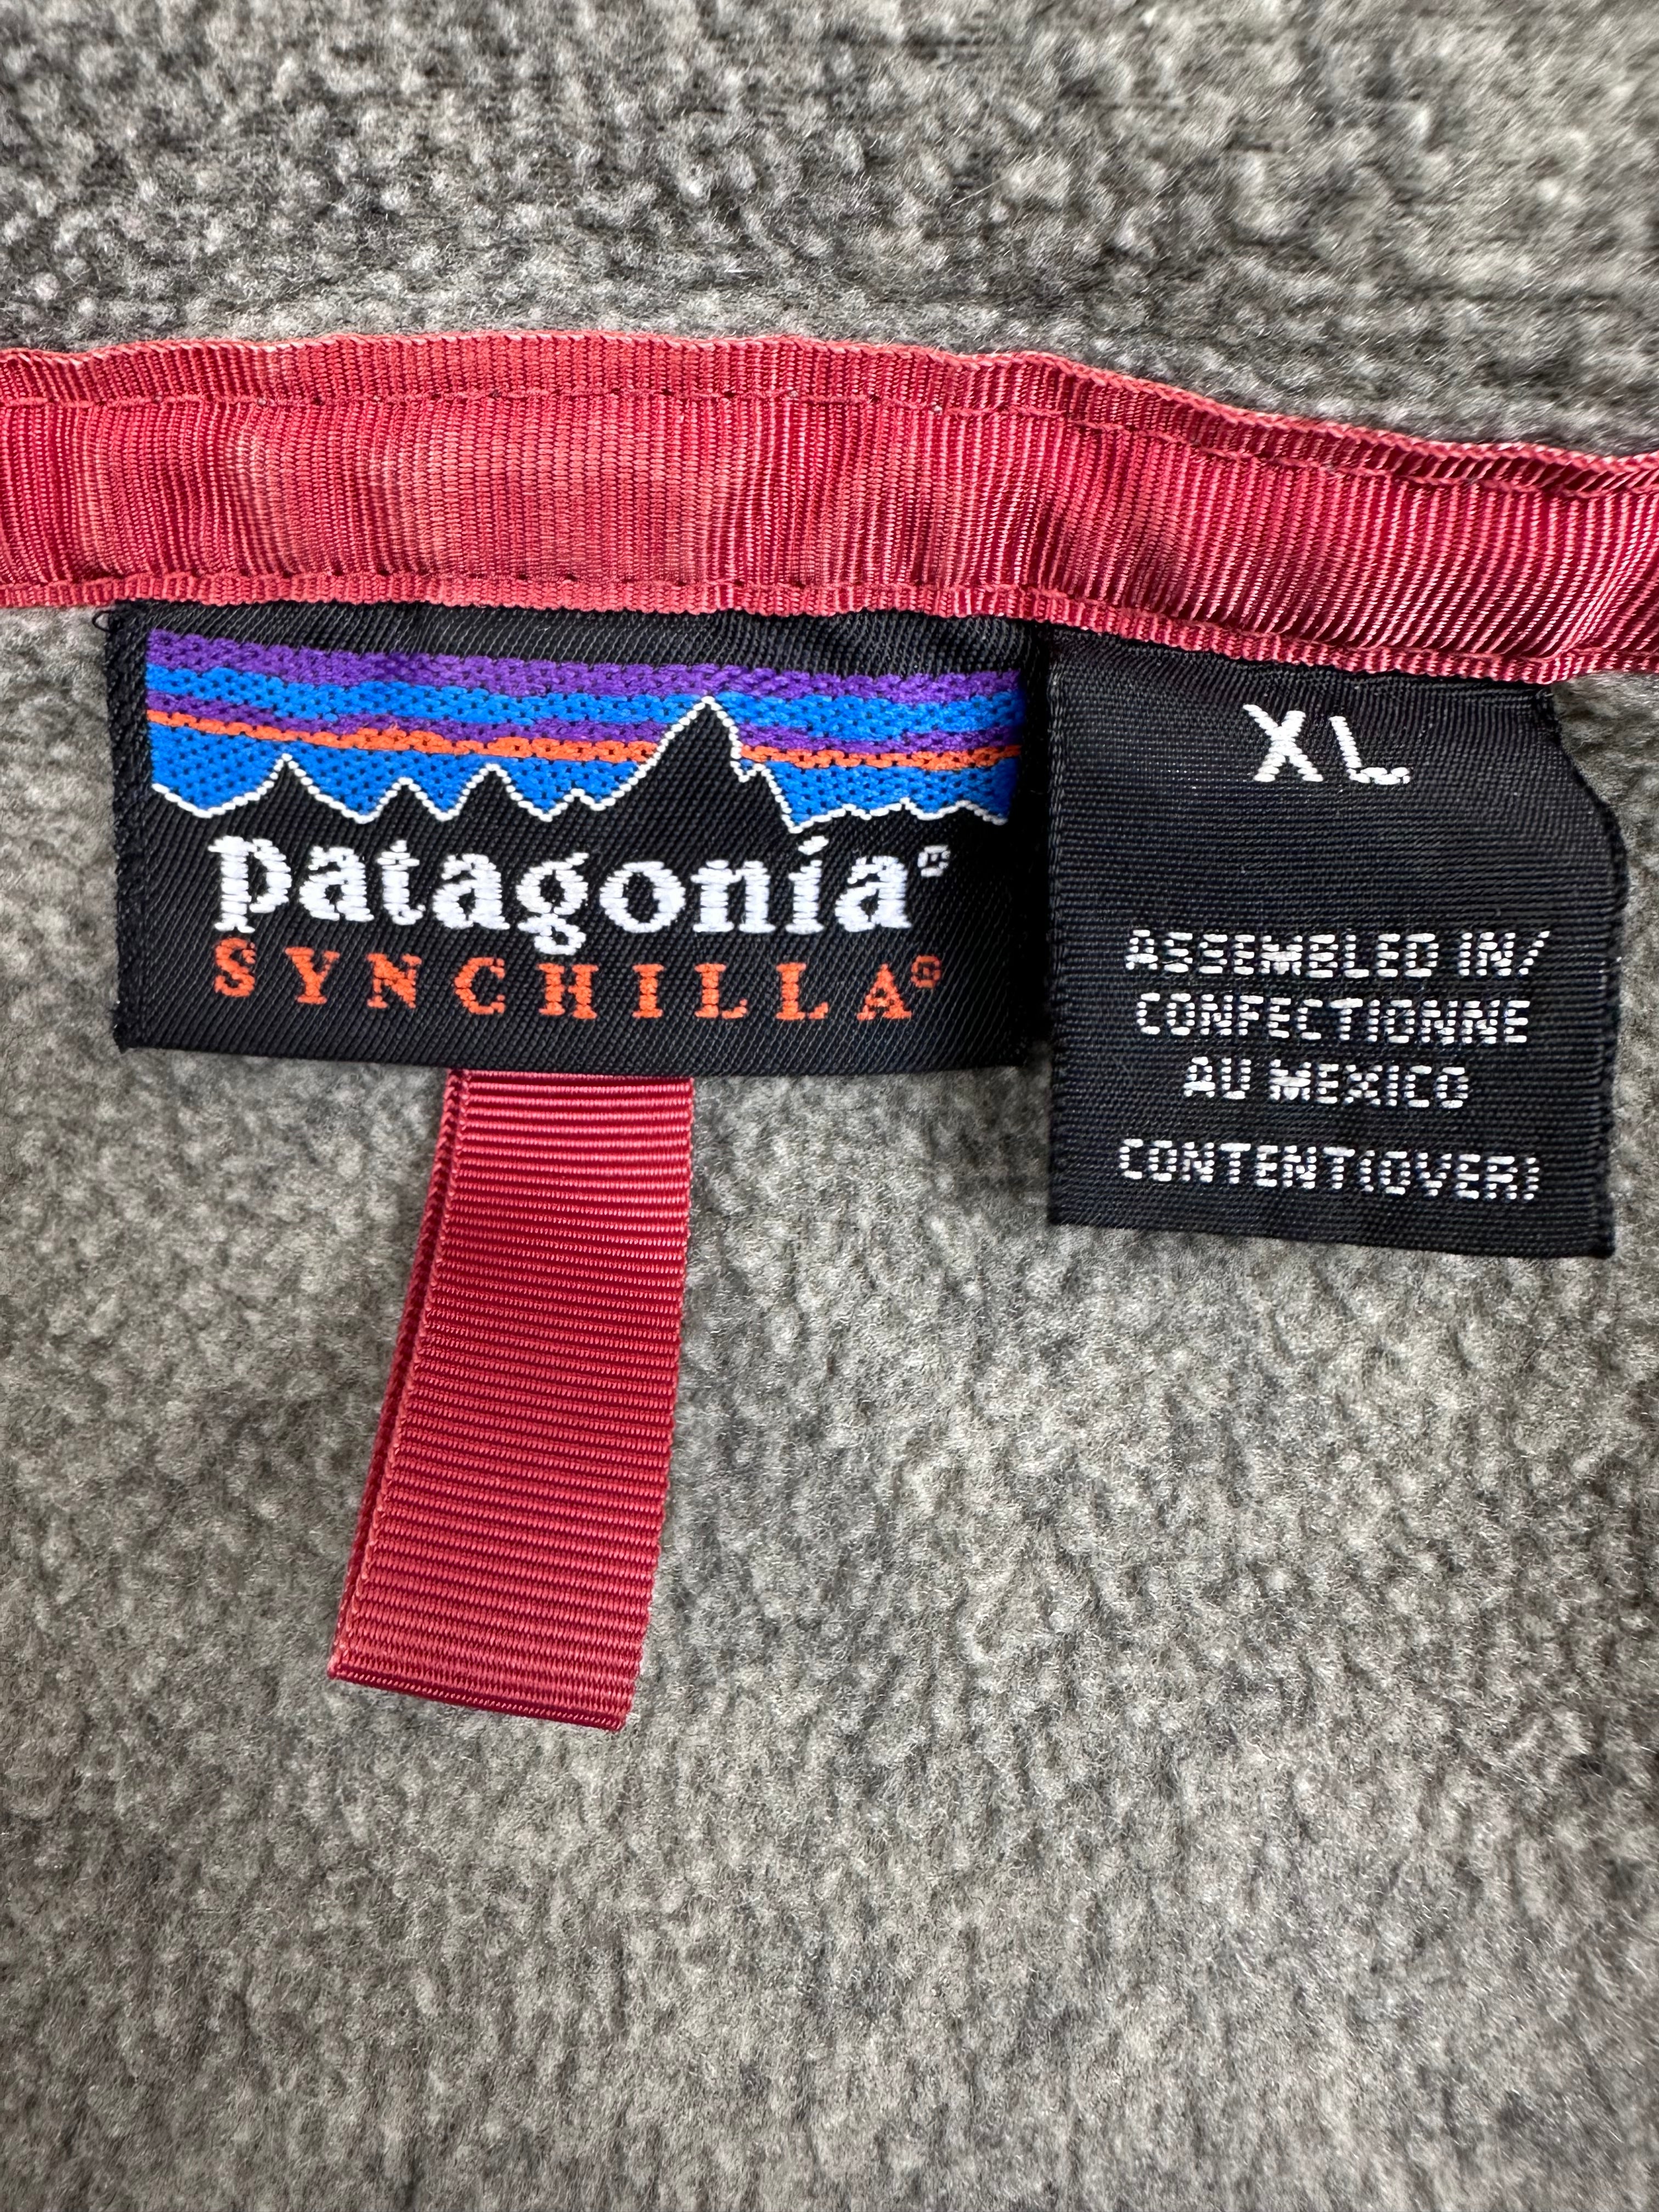 patagonia®
SYNCHILLA®
XL
ASSEMBLED IN/
CONFECTIONNE
AU MEXICO
CONTENT(OVER)